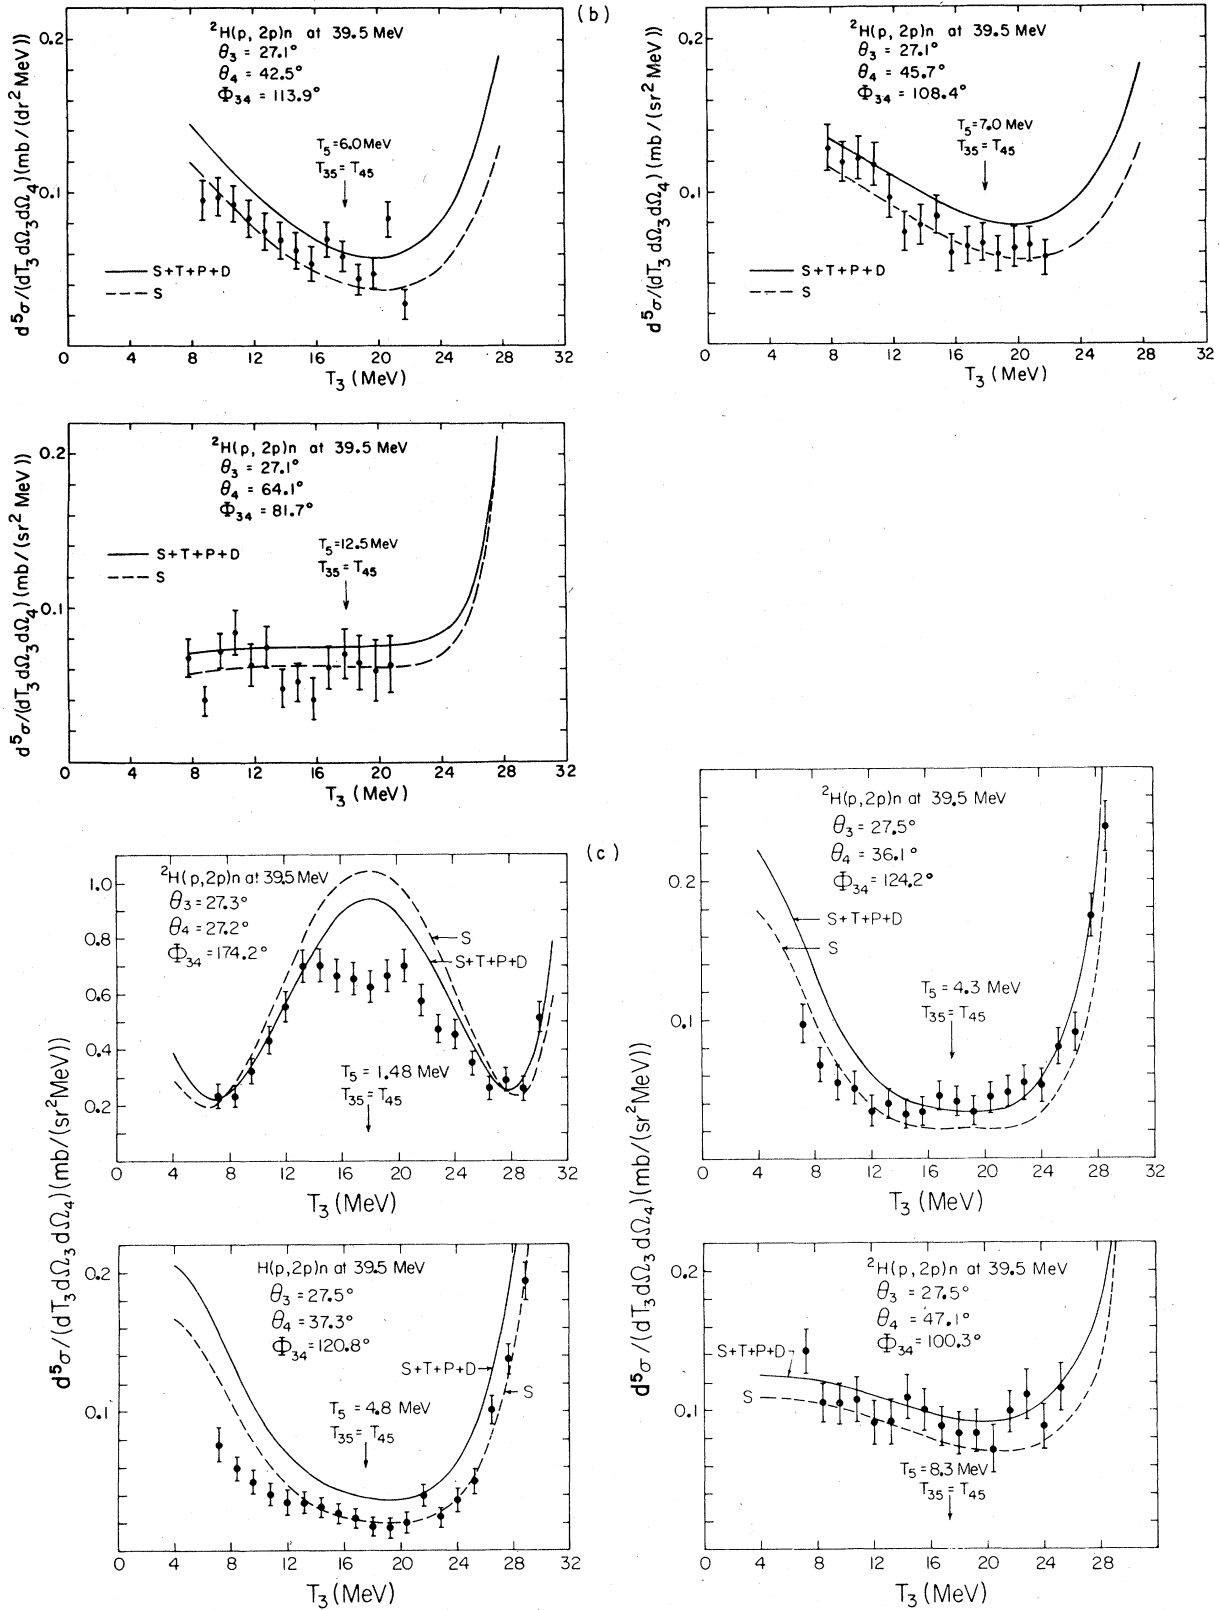 (b)
²H(p, 2p)n at 39.5 MeV
θ₃ = 27.1°
θ₄ = 42.5°
Φ₃₄ = 113.9°
T₅=6.0MeV
T₃₅= T₄₅
S+T+P+D
S
0.2
0.1
0 4 8 12 16 20 24 28 32
T₃ (MeV)
d⁵σ/(dT₃dΩ₃dΩ₄)(mb/(dr² MeV))
²H(p, 2p)n at 39.5 MeV
θ₃ = 27.1°
θ₄ = 45.7°
Φ₃₄ = 108.4°
T₅=7.0MeV
T₃₅= T₄₅
S+T+P+D
S
0.2
0.1
0 4 8 12 16 20 24 28 32
T₃ (MeV)
d⁵σ/(dT₃dΩ₃dΩ₄)(mb/(sr² MeV))
²H(p, 2p)n at 39.5 MeV
θ₃ = 27.1°
θ₄ = 64.1°
Φ₃₄ = 81.7°
T₅=12.5MeV
T₃₅= T₄₅
S+T+P+D
S
0.2
0.1
0 4 8 12 16 20 24 28 32
T₃ (MeV)
d⁵σ/(dT₃dΩ₃dΩ₄)(mb/(sr² MeV))
(c)
²H(p,2p)n at 39.5 MeV
θ₃=27.3°
θ₄=27.2°
Φ₃₄=174.2°
S
S+T+P+D
T₅ = 1.48 MeV
T₃₅= T₄₅
1.0
0.8
0.6
0.4
0.2
0 4 8 12 16 20 24 28 32
T₃ (MeV)
²H(p,2p)n at 39.5 MeV
θ₃=27.5°
θ₄=36.1°
Φ₃₄=124.2°
S+T+P+D
S
T₅ = 4.3 MeV
T₃₅= T₄₅
0.2
0.1
0 4 8 12 16 20 24 28 32
T₃ (MeV)
H(p,2p)n at 39.5 MeV
θ₃=27.5°
θ₄=37.3°
Φ₃₄=120.8°
S+T+P+D
S
T₅ = 4.8 MeV
T₃₅= T₄₅
0.2
0.1
0 4 8 12 16 20 24 28 32
T₃ (MeV)
d⁵σ/(dT₃dΩ₃dΩ₄)(mb/(sr²MeV))
²H(p,2p)n at 39.5 MeV
θ₃=27.5°
θ₄=47.1°
Φ₃₄=100.3°
S+T+P+D
S
T₅=8.3MeV
T₃₅= T₄₅
0.2
0.1
0 4 8 12 16 20 24 28
T₃ (MeV)
d⁵σ/(dT₃dΩ₃dΩ₄)(mb/(sr²MeV))